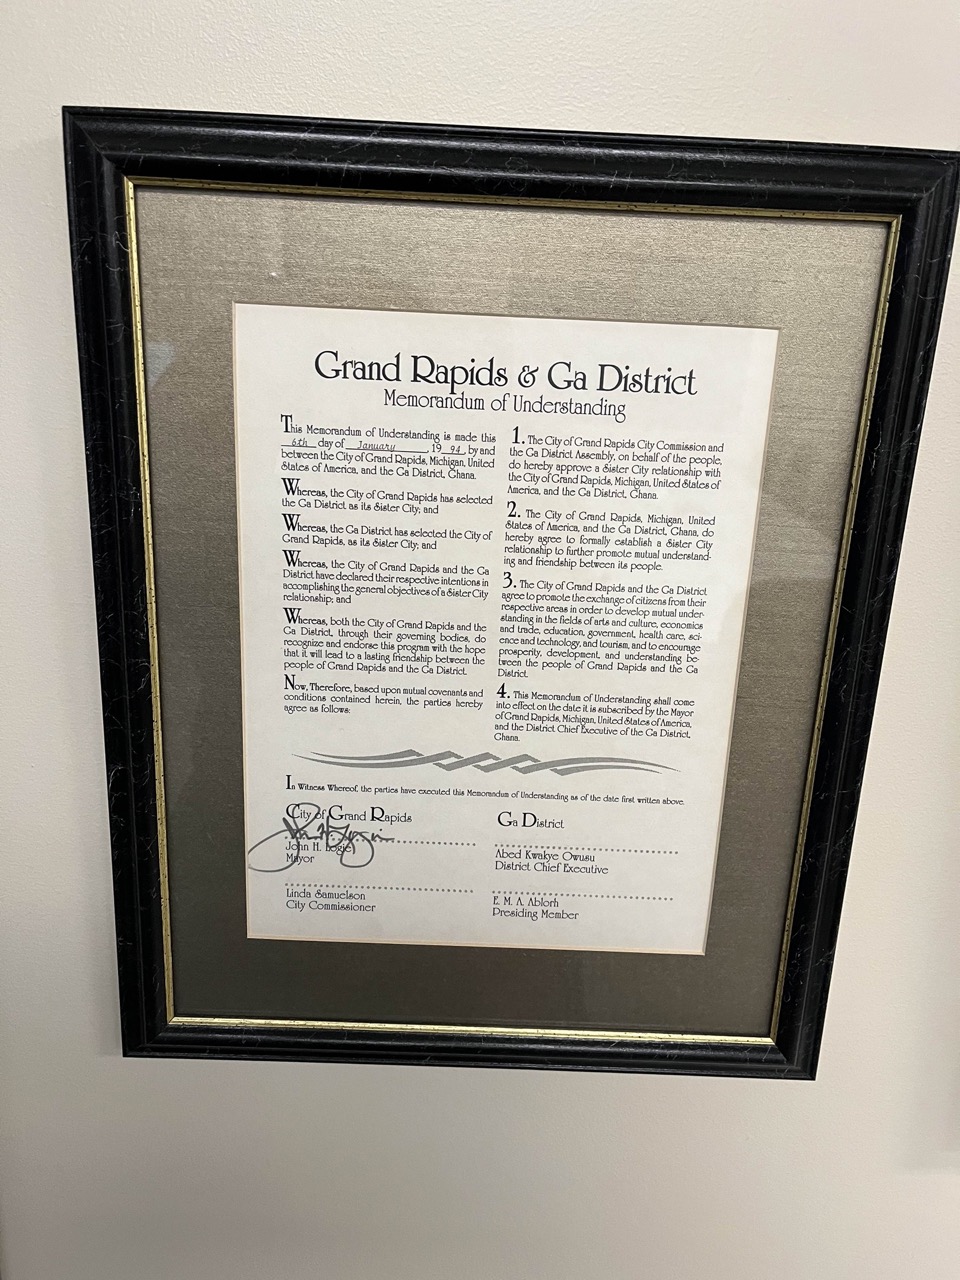 Grand Rapids & Ga District
Memorandum of Understanding
This Memorandum of Understanding is made this
6th day of January, 19 94, by and
between the City of Grand Rapids, Michigan, United
States of America, and the Ga District, Ghana.
Whereas, the City of Grand Rapids has selected
the Ga District as its Sister City; and
Whereas, the Ga District has selected the City of
Grand Rapids, as its Sister City; and
Whereas, the City of Grand Rapids and the Ga
District have declared their respective intentions in
accomplishing the general objectives of a Sister City
relationship; and
Whereas, both the City of Grand Rapids and the
Ga District, through their governing bodies, do
recognize and endorse this program with the hope
that it will lead to a lasting friendship between the
people of Grand Rapids and the Ga District.
Now, Therefore, based upon mutual covenants and
conditions contained herein, the parties hereby
agree as follows:
1. The City of Grand Rapids City Commission and
the Ga District Assembly, on behalf of the people,
do hereby approve a Sister City relationship with
the City of Grand Rapids, Michigan, United States of
America, and the Ga District, Ghana.
2. The City of Grand Rapids, Michigan, United
States of America, and the Ga District, Ghana, do
hereby agree to formally establish a Sister City
relationship to further promote mutual understand-
ing and friendship between its people.
3. The City of Grand Rapids and the Ga District
agree to promote the exchange of citizens from their
respective areas in order to develop mutual under-
standing in the fields of arts and culture, economics
and trade, education, government, health care, sci-
ence and technology, and tourism, and to encourage
prosperity, development, and understanding be-
tween the people of Grand Rapids and the Ga
District.
4. This Memorandum of Understanding shall come
into effect on the date it is subscribed by the Mayor
of Grand Rapids, Michigan, United States of America,
and the District Chief Executive of the Ga District,
Ghana.
In Witness Whereof, the parties have executed this Memorandum of Understanding as of the date first written above.
City of Grand Rapids
John H. Logie
Mayor
Linda Samuelson
City Commissioner
Ga District
Abed Kwakye Owusu
District Chief Executive
E. M. A. Ablorh
Presiding Member